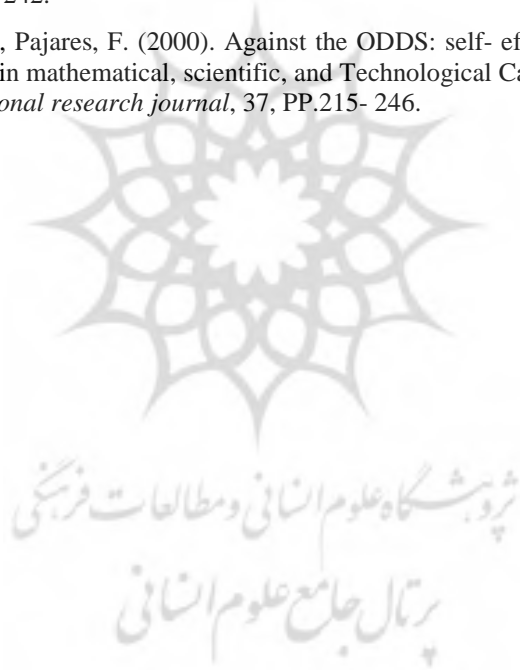 242.
, Pajares, F. (2000). Against the ODDS: self- ef
in mathematical, scientific, and Technological Ca
onal research journal, 37, PP.215- 246.
پژوهشگاه علوم انسانی و مطالعات فرهنگی
پرتال جامع علوم انسانی